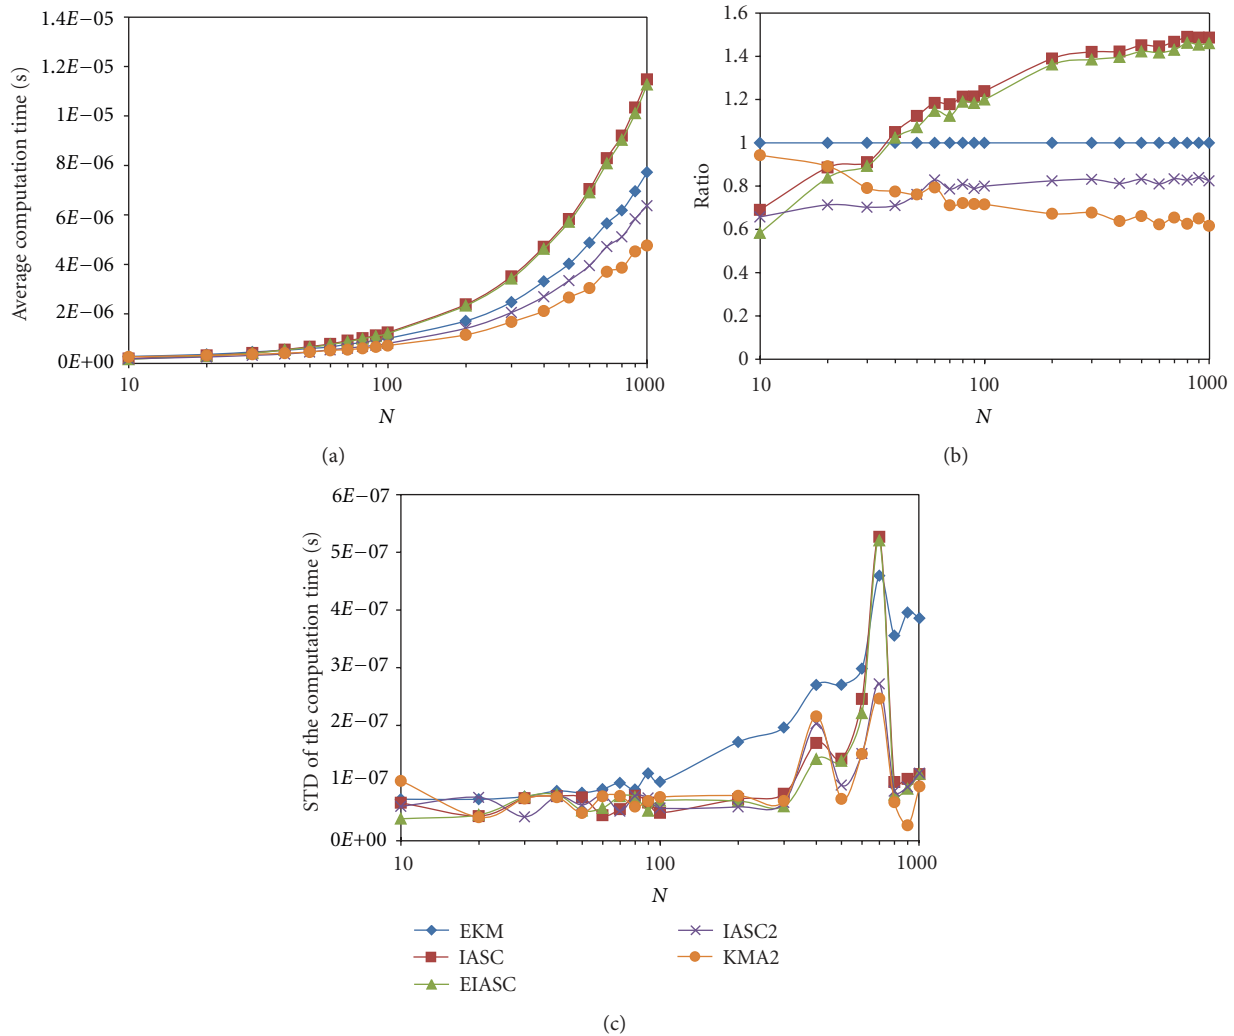 1.4E−05
1.2E−05
1E−05
8E−06
6E−06
4E−06
2E−06
0E+00
Average computation time (s)
10
100
1000
N
(a)
1.6
1.4
1.2
1
0.8
0.6
0.4
0.2
0
Ratio
10
100
1000
N
(b)
6E−07
5E−07
4E−07
3E−07
2E−07
1E−07
0E+00
STD of the computation time (s)
10
100
1000
N
EKM
IASC
EIASC
IASC2
KMA2
(c)